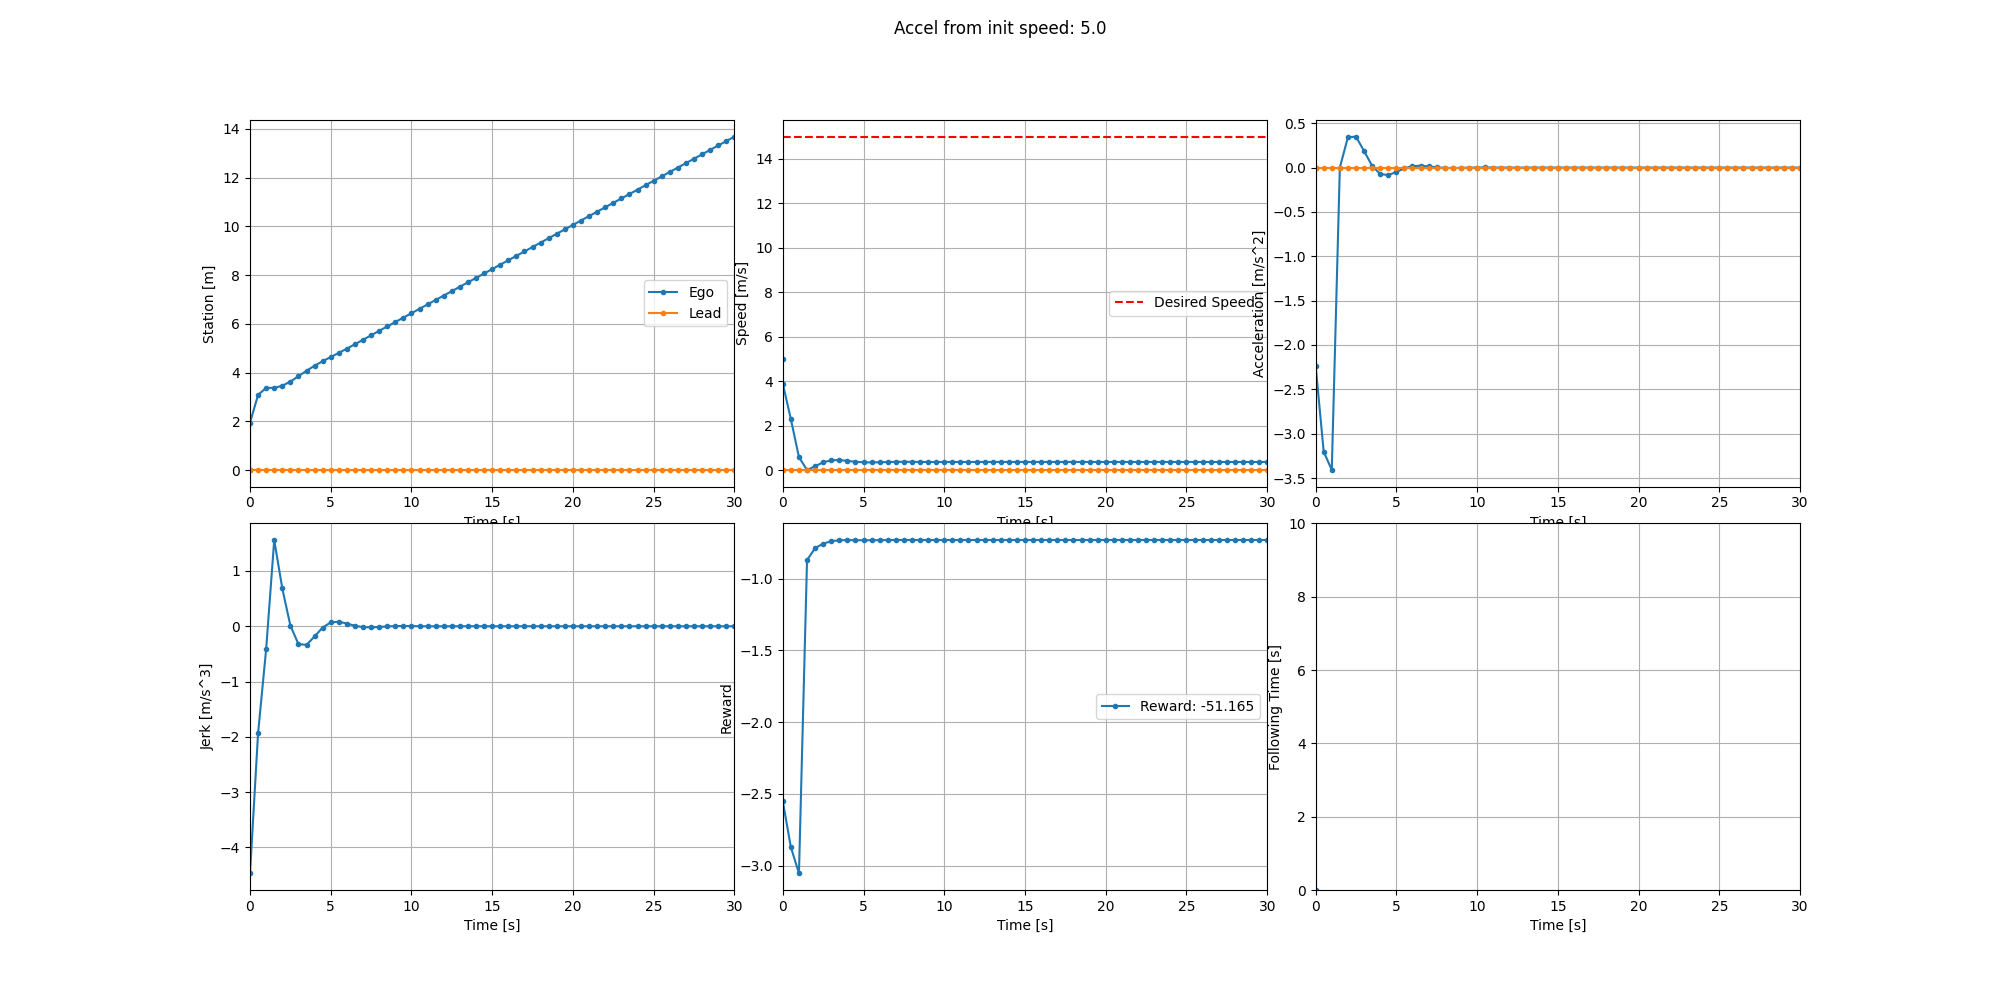 Accel from init speed: 5.0
Station [m]
14
12
10
8
6
4
2
0
Ego
Lead
0 5 10 15 20 25 30
Time [s]
Speed [m/s]
14
12
10
8
6
4
2
0
Desired Speed
0 5 10 15 20 25 30
Time [s]
Acceleration [m/s^2]
0.5
0.0
−0.5
−1.0
−1.5
−2.0
−2.5
−3.0
−3.5
0 5 10 15 20 25 30
Time [s]
Jerk [m/s^3]
1
0
−1
−2
−3
−4
0 5 10 15 20 25 30
Time [s]
Reward
−1.0
−1.5
−2.0
−2.5
−3.0
Reward: -51.165
0 5 10 15 20 25 30
Time [s]
Following Time [s]
10
8
6
4
2
0
0 5 10 15 20 25 30
Time [s]